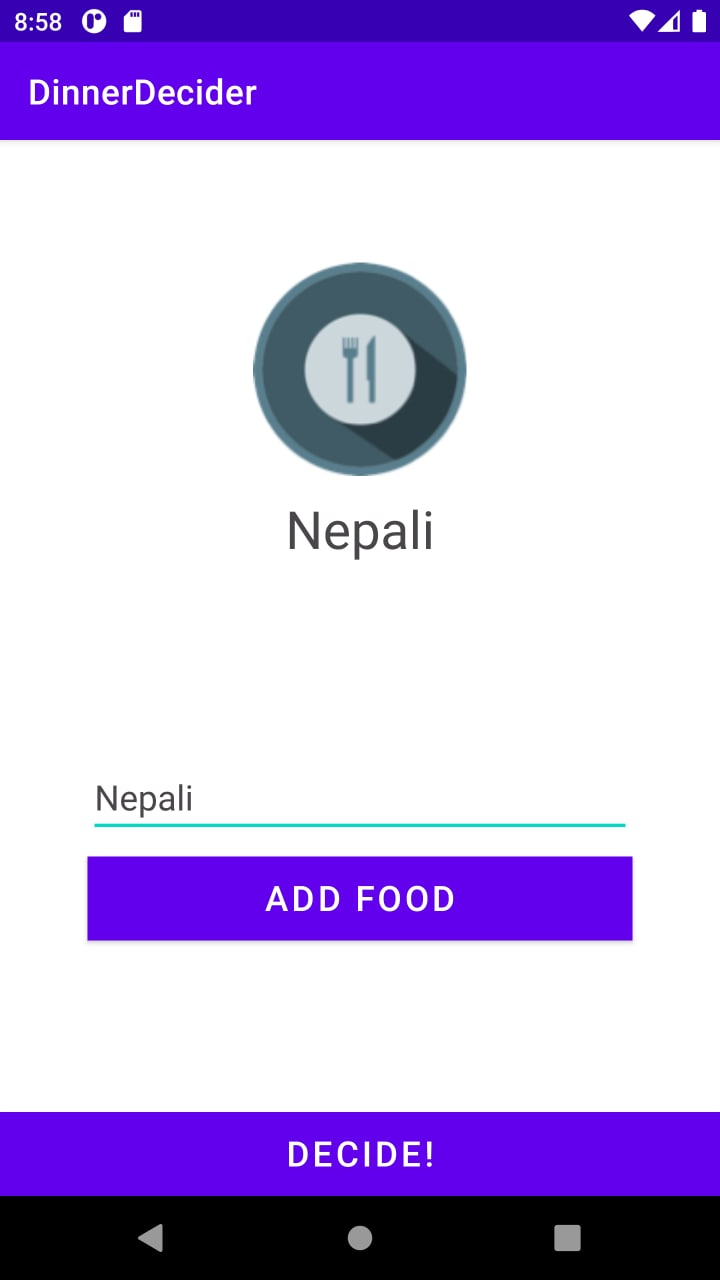 8:58
DinnerDecider
Nepali
Nepali
ADD FOOD
DECIDE!